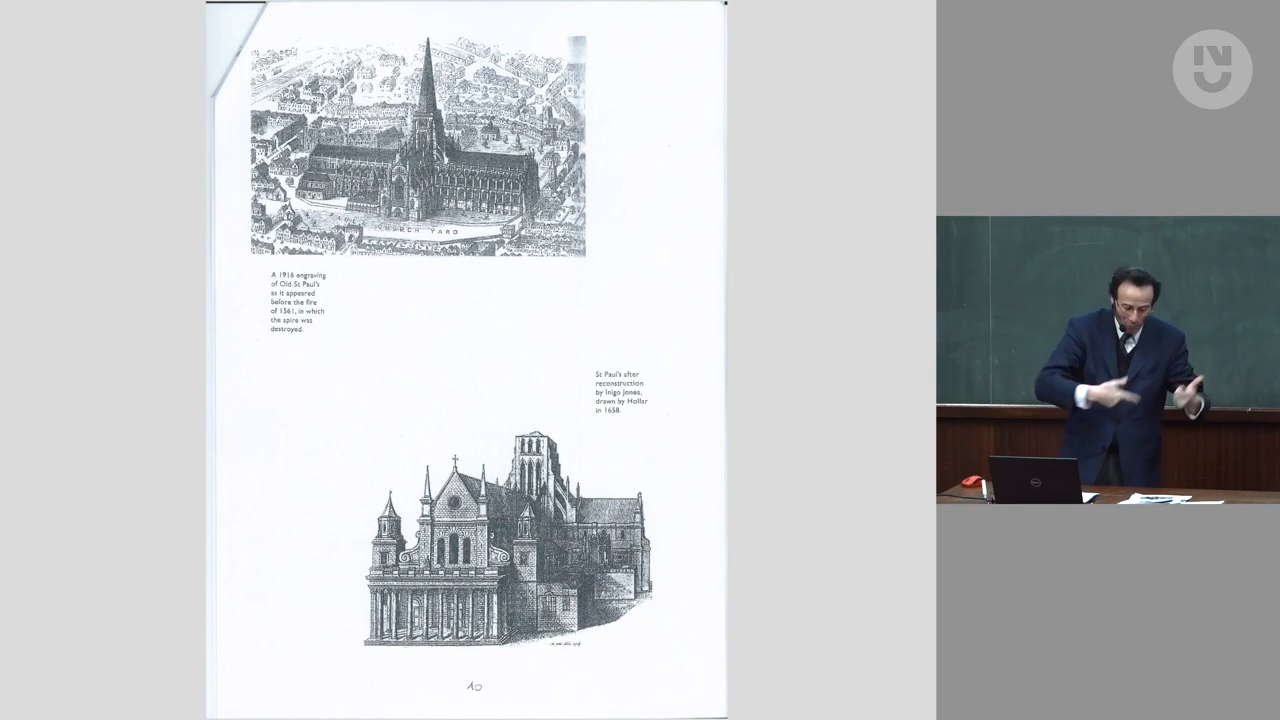 CHURCH YARD
A 1916 engraving
of Old St Paul's
as it appeared
before the fire
of 1561, in which
the spire was
destroyed.
St Paul's after
reconstruction
by Inigo Jones,
drawn by Hollar
in 1658.
10